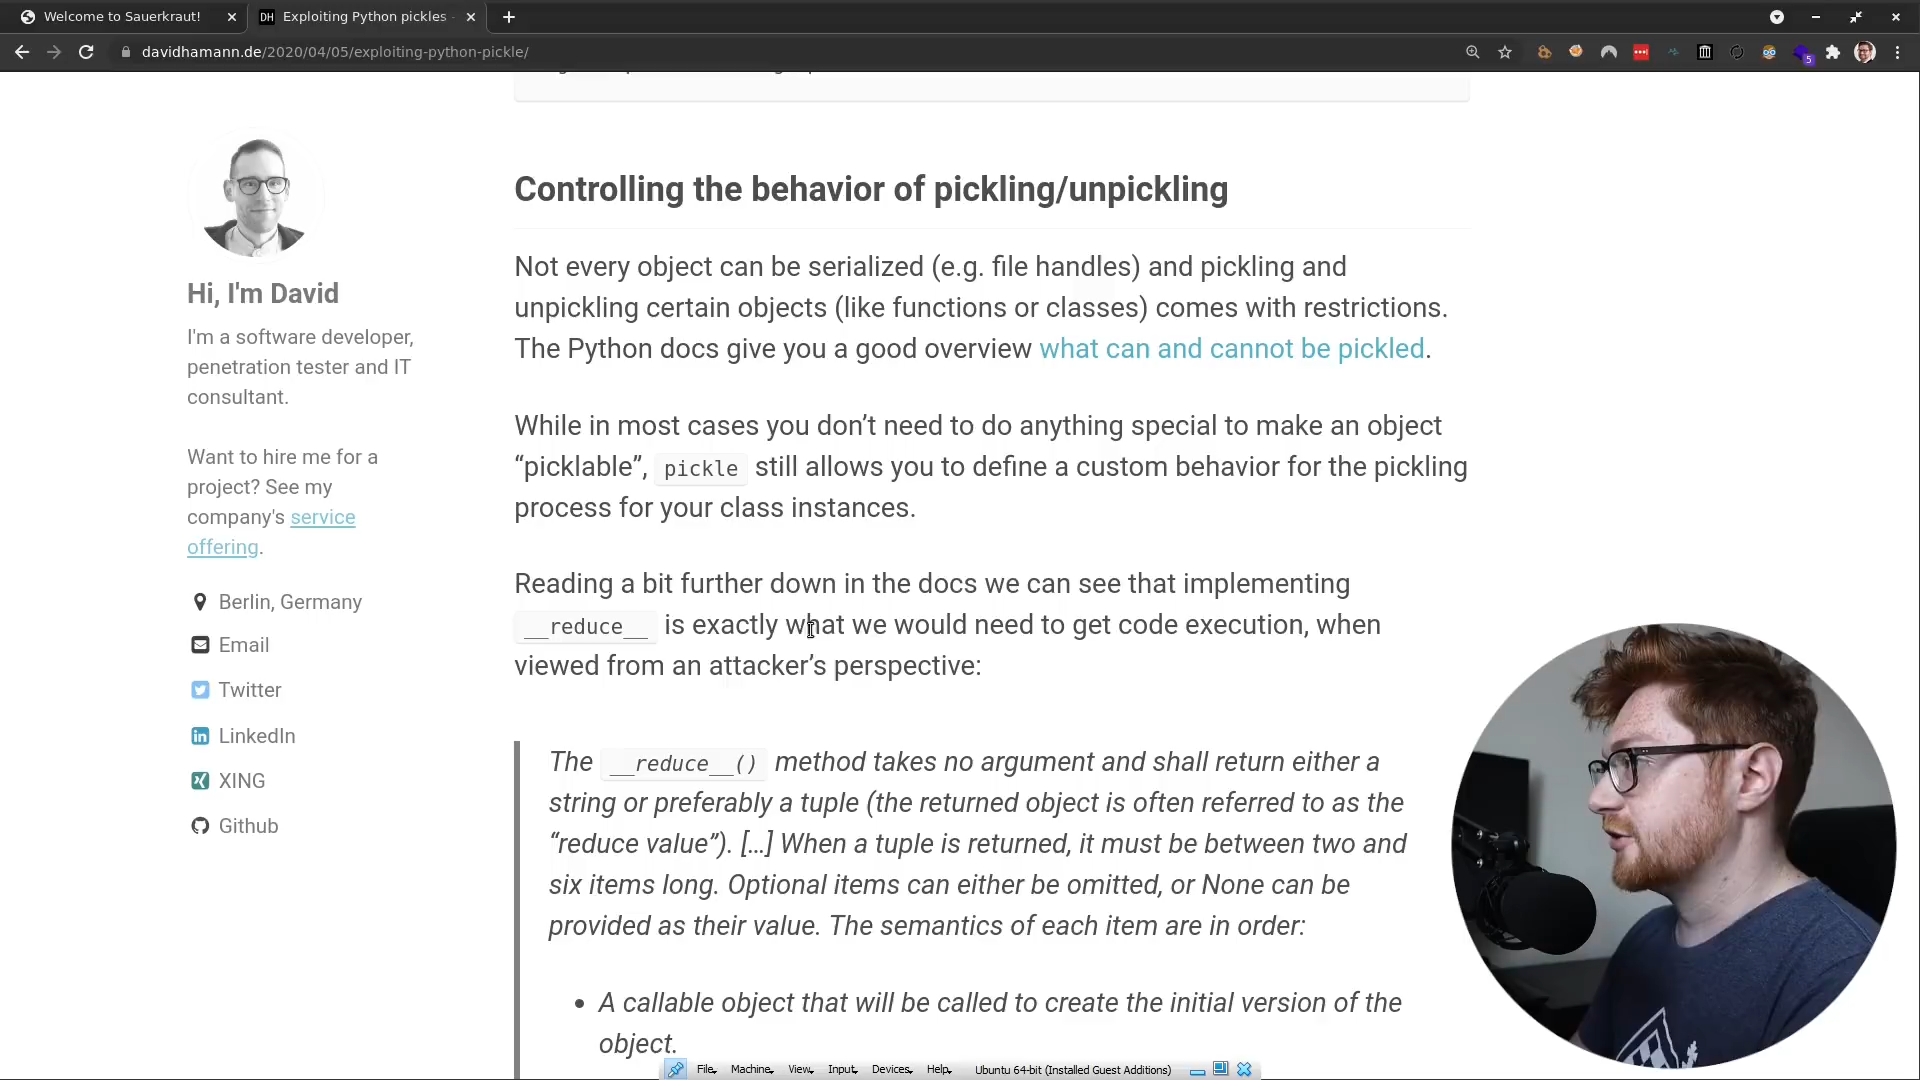 Welcome to Sauerkraut!
DH Exploiting Python pickles -
davidhamann.de/2020/04/05/exploiting-python-pickle/
5
Controlling the behavior of pickling/unpickling
Not every object can be serialized (e.g. file handles) and pickling and
unpickling certain objects (like functions or classes) comes with restrictions.
The Python docs give you a good overview what can and cannot be pickled.
While in most cases you don’t need to do anything special to make an object
“picklable”, pickle still allows you to define a custom behavior for the pickling
process for your class instances.
Reading a bit further down in the docs we can see that implementing
__reduce__ is exactly what we would need to get code execution, when
viewed from an attacker’s perspective:
The __reduce__() method takes no argument and shall return either a
string or preferably a tuple (the returned object is often referred to as the
“reduce value”). […] When a tuple is returned, it must be between two and
six items long. Optional items can either be omitted, or None can be
provided as their value. The semantics of each item are in order:
• A callable object that will be called to create the initial version of the
object.
Hi, I'm David
I'm a software developer,
penetration tester and IT
consultant.
Want to hire me for a
project? See my
company's service
offering.
Berlin, Germany
Email
Twitter
LinkedIn
XING
Github
File Machine View Input Devices Help Ubuntu 64-bit (Installed Guest Additions)